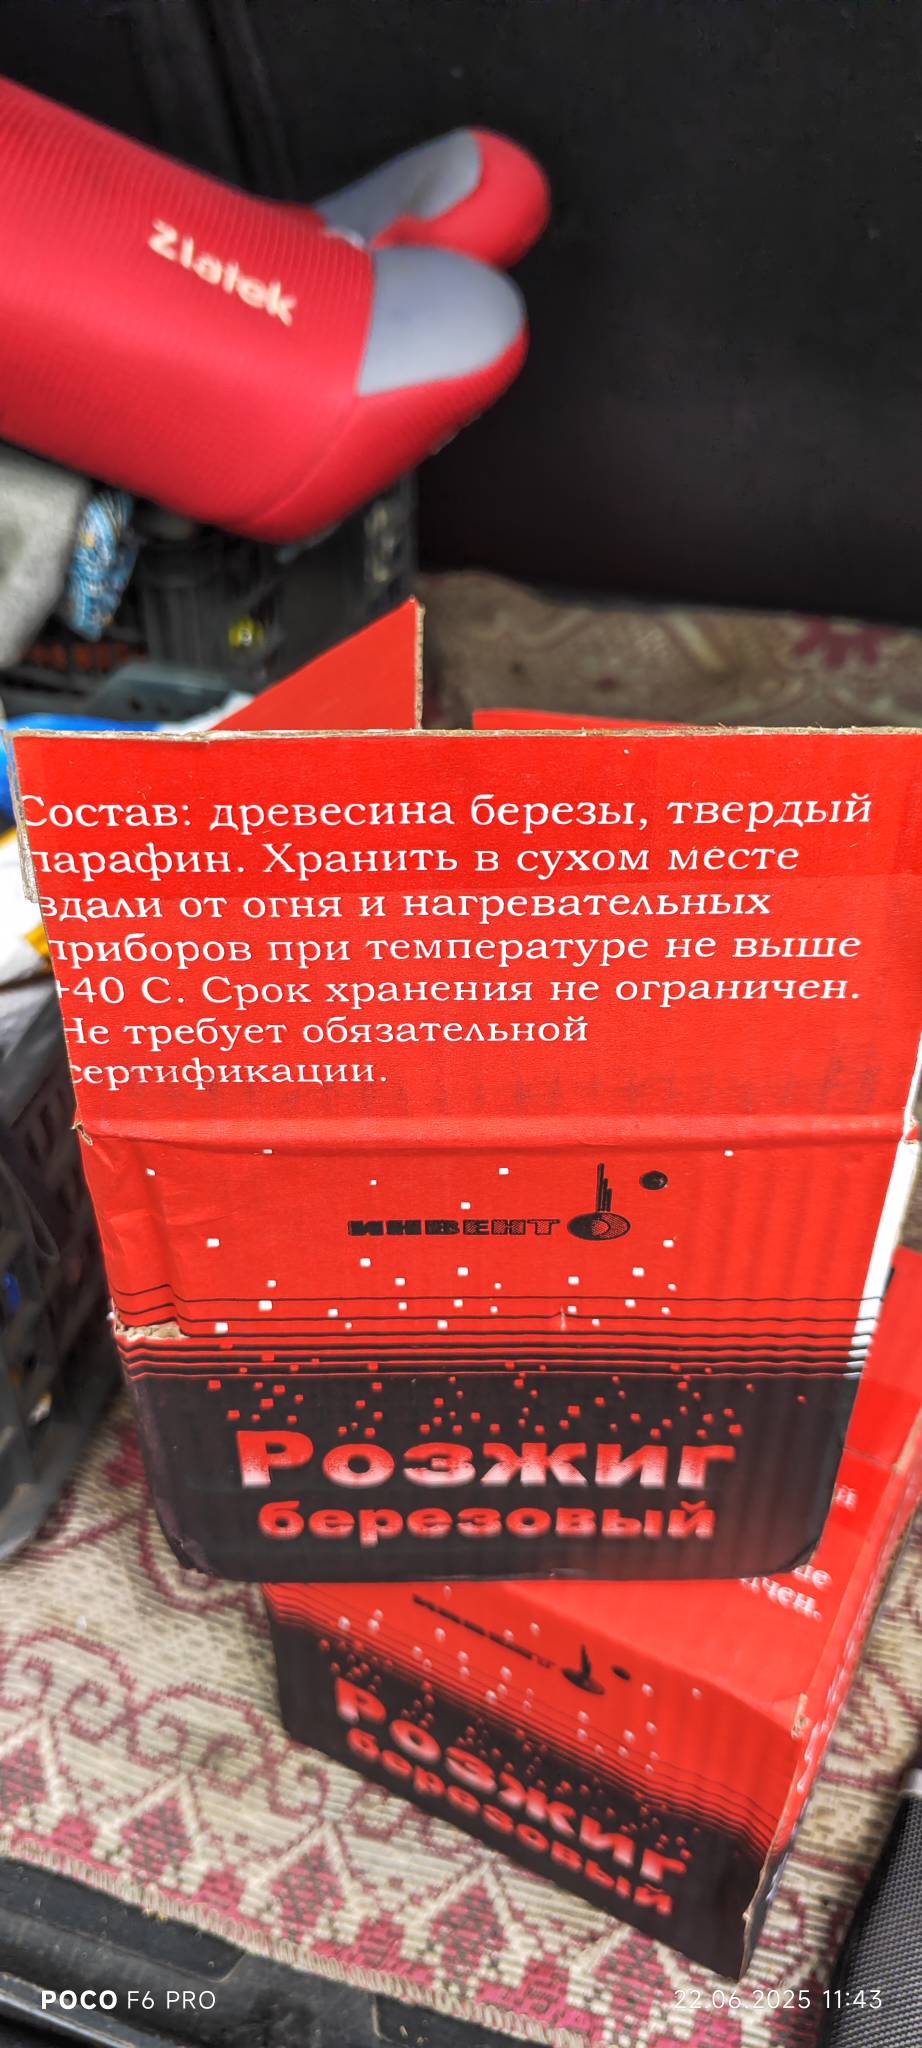 Zlatek
Состав: древесина березы, твердый
парафин. Хранить в сухом месте
вдали от огня и нагревательных
приборов при температуре не выше
+40 С. Срок хранения не ограничен.
Не требует обязательной
сертификации.
ИНВЕНТ
Розжиг
березовый
ИНВЕНТ
Розжиг
березовый
POCO F6 PRO
22.06.2025 11:43